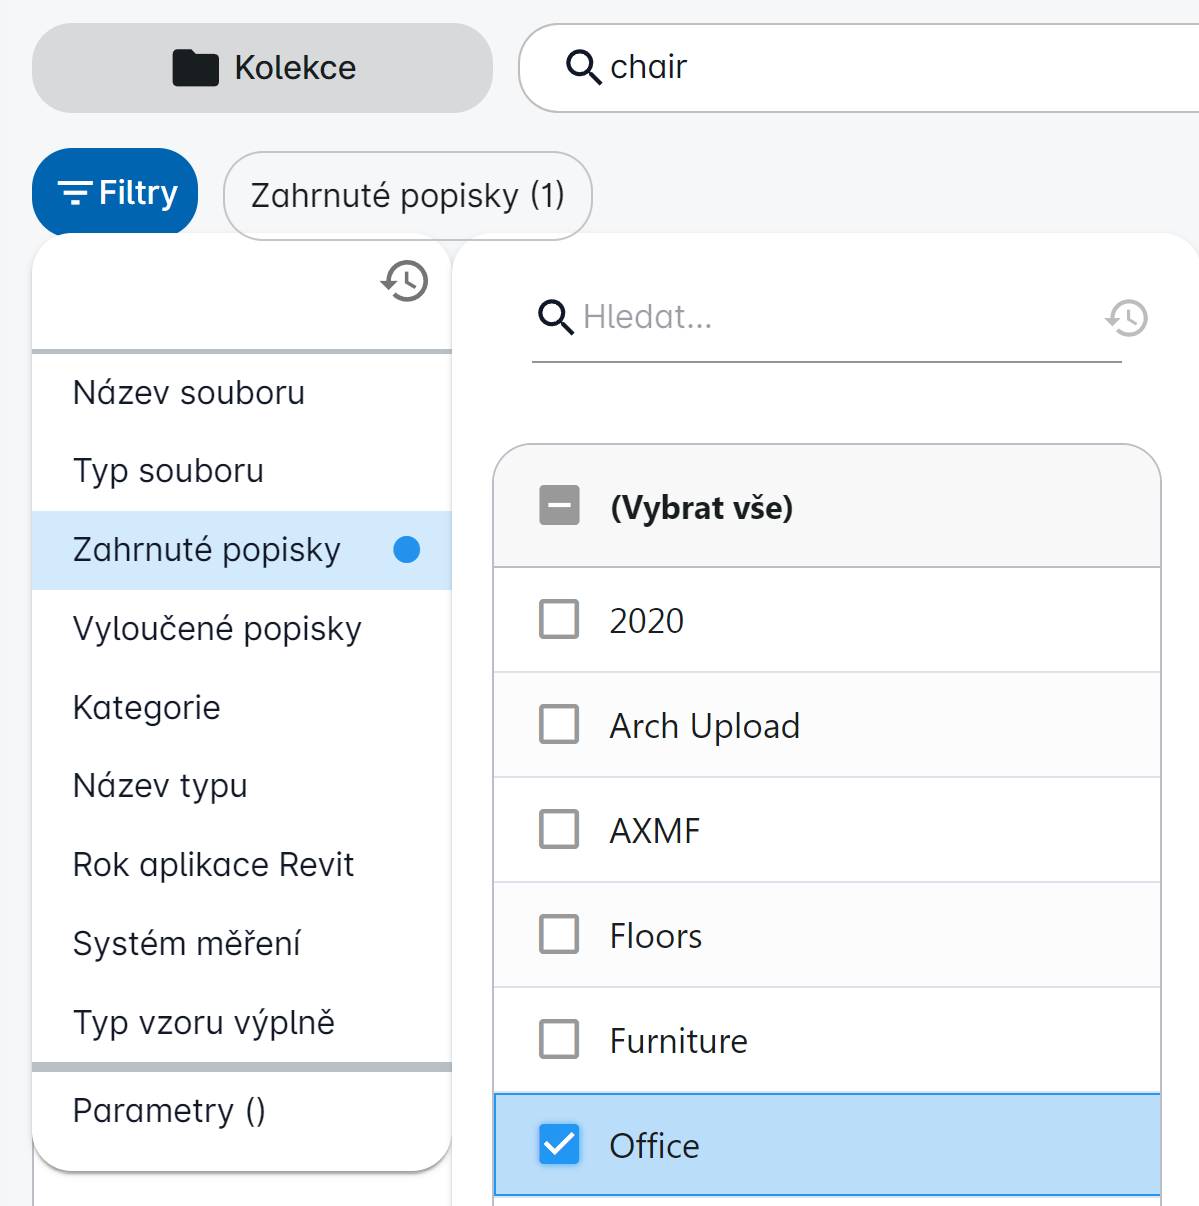 Kolekce
chair
Filtry
Zahrnuté popisky (1)
Hledat...
Název souboru
Typ souboru
Zahrnuté popisky
Vyloučené popisky
Kategorie
Název typu
Rok aplikace Revit
Systém měření
Typ vzoru výplně
Parametry ()
(Vybrat vše)
2020
Arch Upload
AXMF
Floors
Furniture
Office